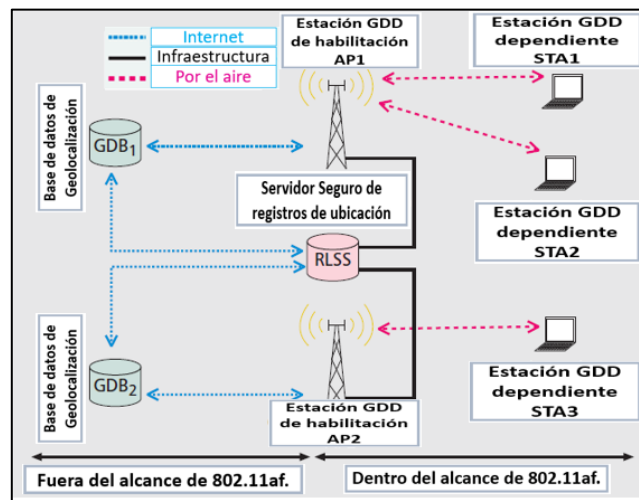 Internet
Infraestructura
Por el aire
Estación GDD
de habilitación
AP1
Estación GDD
dependiente
STA1
Base de datos de
Geolocalización
GDB1
Servidor Seguro de
registros de ubicación
Estación GDD
dependiente
STA2
RLSS
Base de datos de
Geolocalización
GDB2
Estación GDD
de habilitación
AP2
Estación GDD
dependiente
STA3
Fuera del alcance de 802.11af.
Dentro del alcance de 802.11af.